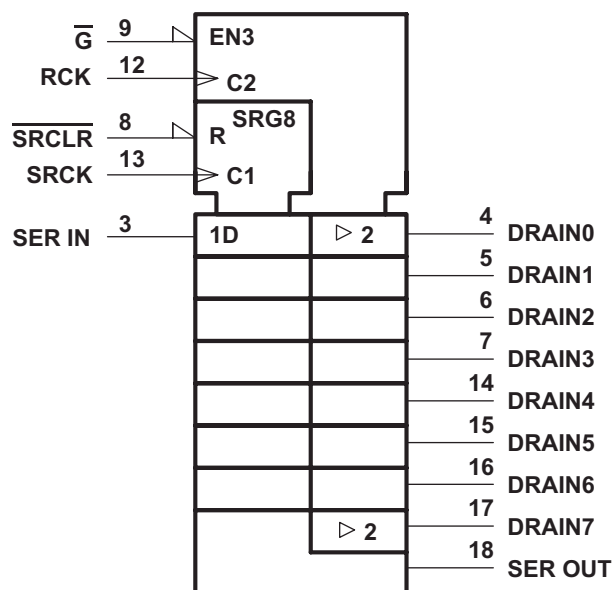 G̅ 9 EN3
RCK 12 C2
SRG8
S̅R̅C̅L̅R̅ 8 R
SRCK 13 C1
SER IN 3 1D ▷ 2 4 DRAIN0
5 DRAIN1
6 DRAIN2
7 DRAIN3
14 DRAIN4
15 DRAIN5
16 DRAIN6
▷ 2 17 DRAIN7
18 SER OUT